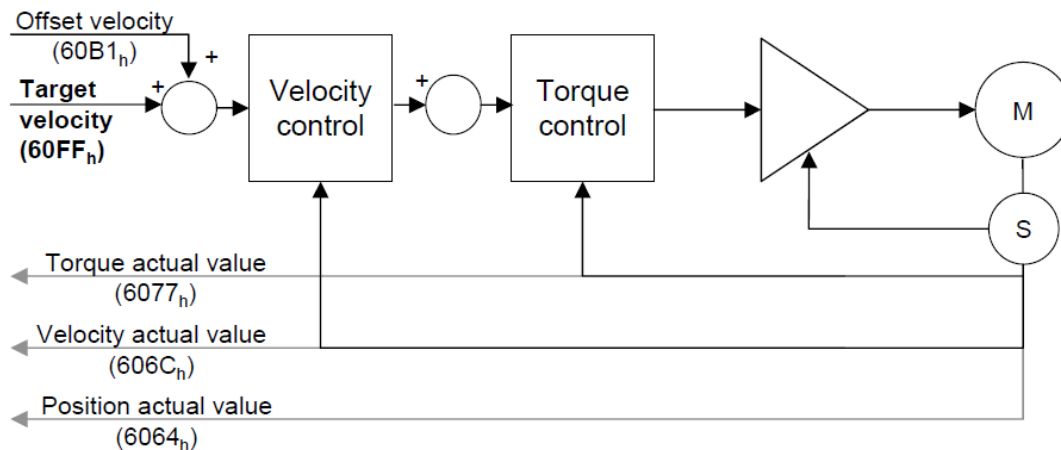 Offset velocity
(60B1h)
+
+
Target
velocity
(60FFh)
Velocity
control
+
Torque
control
M
S
Torque actual value
(6077h)
Velocity actual value
(606Ch)
Position actual value
(6064h)